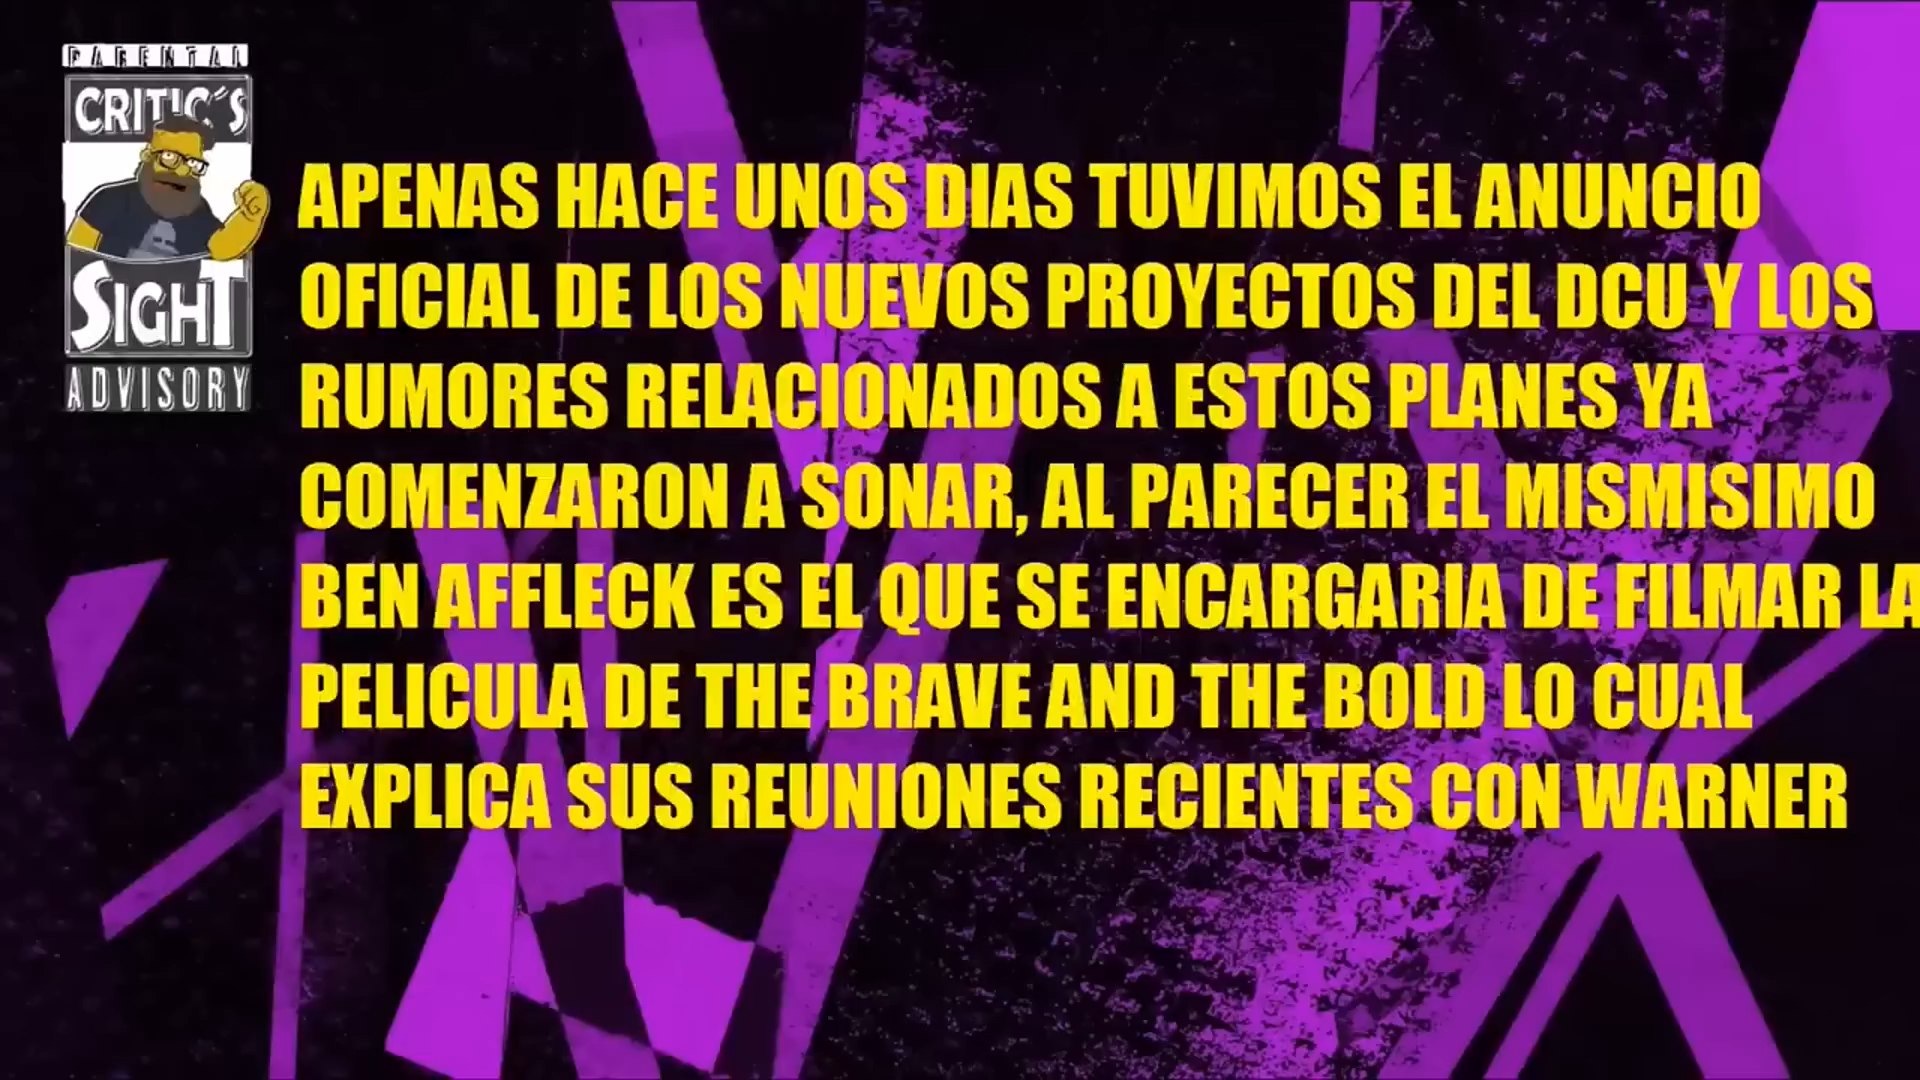 PARENTAL
CRITIC´S
SIGHT
ADVISORY
APENAS HACE UNOS DIAS TUVIMOS EL ANUNCIO
OFICIAL DE LOS NUEVOS PROYECTOS DEL DCU Y LOS
RUMORES RELACIONADOS A ESTOS PLANES YA
COMENZARON A SONAR, AL PARECER EL MISMISIMO
BEN AFFLECK ES EL QUE SE ENCARGARIA DE FILMAR LA
PELICULA DE THE BRAVE AND THE BOLD LO CUAL
EXPLICA SUS REUNIONES RECIENTES CON WARNER